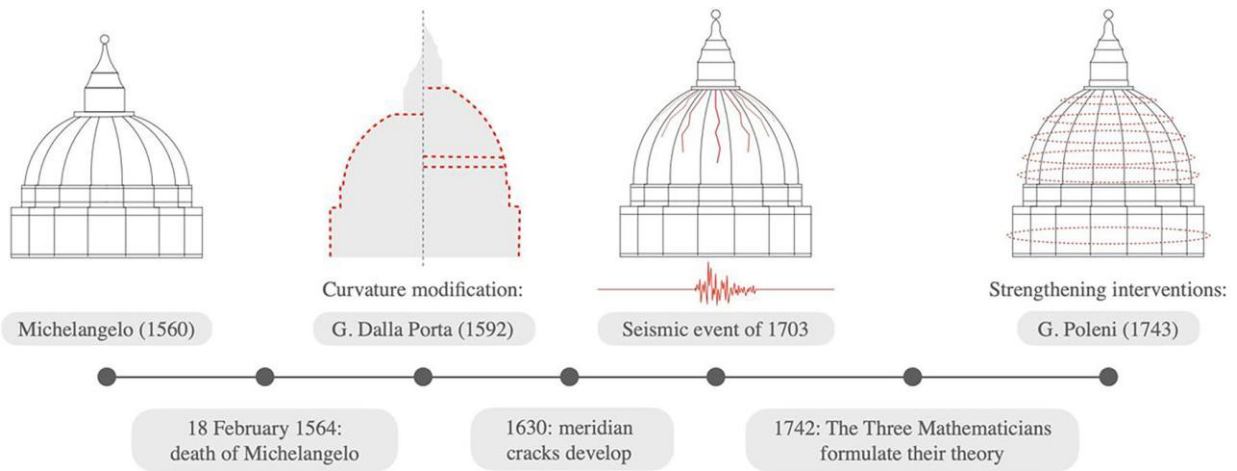 Curvature modification:
Strengthening interventions:
Michelangelo (1560)
G. Dalla Porta (1592)
Seismic event of 1703
G. Poleni (1743)
18 February 1564:
death of Michelangelo
1630: meridian
cracks develop
1742: The Three Mathematicians
formulate their theory